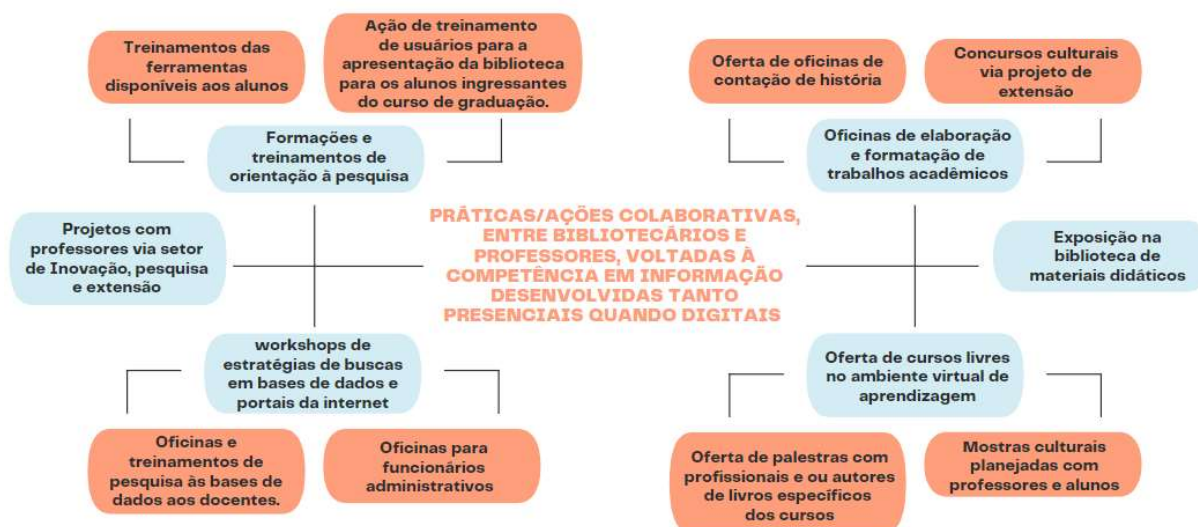 Treinamentos das
ferramentas
disponíveis aos alunos
Ação de treinamento
de usuários para a
apresentação da biblioteca
para os alunos ingressantes
do curso de graduação.
Formações e
treinamentos de
orientação à pesquisa
Projetos com
professores via setor
de Inovação, pesquisa
e extensão
workshops de
estratégias de buscas
em bases de dados e
portais da internet
Oficinas e
treinamentos de
pesquisa às bases de
dados aos docentes.
Oficinas para
funcionários
administrativos
PRÁTICAS/AÇÕES COLABORATIVAS,
ENTRE BIBLIOTECÁRIOS E
PROFESSORES, VOLTADAS À
COMPETÊNCIA EM INFORMAÇÃO
DESENVOLVIDAS TANTO
PRESENCIAIS QUANDO DIGITAIS
Oferta de oficinas de
contação de história
Concursos culturais
via projeto de
extensão
Oficinas de elaboração
e formatação de
trabalhos acadêmicos
Exposição na
biblioteca de
materiais didáticos
Oferta de cursos livres
no ambiente virtual de
aprendizagem
Oferta de palestras com
profissionais e ou autores
de livros específicos
dos cursos
Mostras culturais
planejadas com
professores e alunos